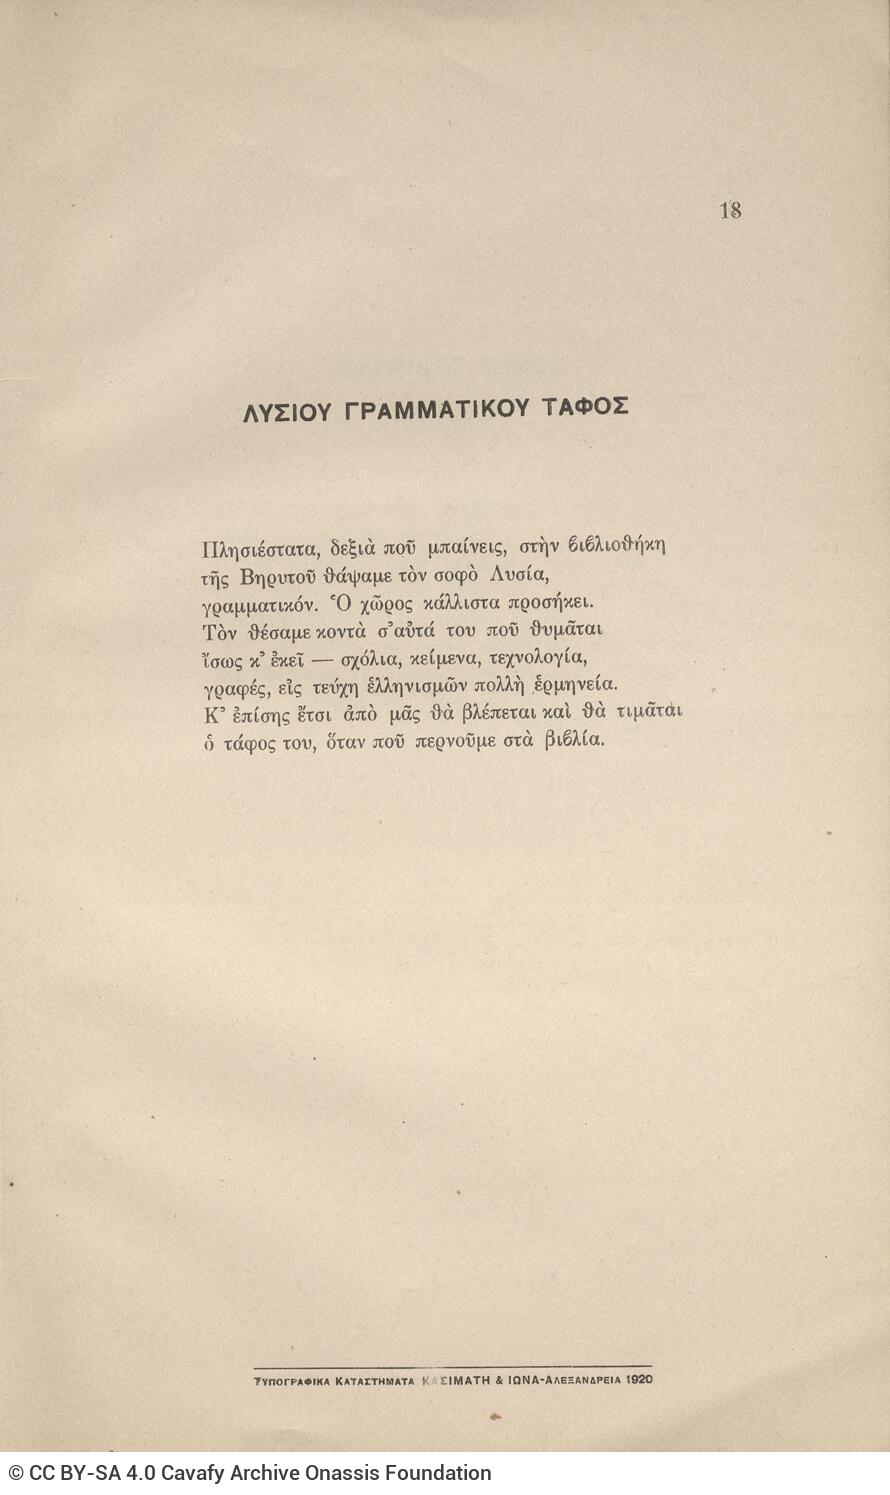 18
ΛΥΣΙΟΥ ΓΡΑΜΜΑΤΙΚΟΥ ΤΑΦΟΣ
Πλησιέστατα, δεξιὰ ποῦ μπαίνεις, στὴν βιβλιοθήκη
τῆς Βηρυτοῦ θάψαμε τὸν σοφὸ Λυσία,
γραμματικόν. Ὁ χῶρος κάλλιστα προσήκει.
Τὸν θέσαμε κοντὰ σ’αὐτά του ποῦ θυμᾶται
ἴσως κ’ ἐκεῖ — σχόλια, κείμενα, τεχνολογία,
γραφές, εἰς τεύχη ἑλληνισμῶν πολλὴ ἑρμηνεία.
Κ’ ἐπίσης ἔτσι ἀπὸ μᾶς θὰ βλέπεται καὶ θὰ τιμᾶται
ὁ τάφος του, ὅταν ποῦ περνοῦμε στὰ βιβλία.
ΤΥΠΟΓΡΑΦΙΚΑ ΚΑΤΑΣΤΗΜΑΤΑ ΚΑΣΙΜΑΤΗ & ΙΩΝΑ-ΑΛΕΞΑΝΔΡΕΙΑ 1920
© CC BY-SA 4.0 Cavafy Archive Onassis Foundation